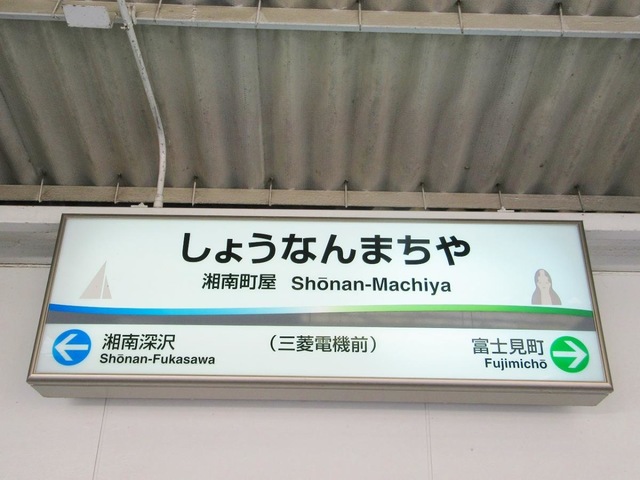 しょうなんまちや
湘南町屋 Shōnan-Machiya
湘南深沢
Shōnan-Fukasawa
（三菱電機前）
富士見町
Fujimichō